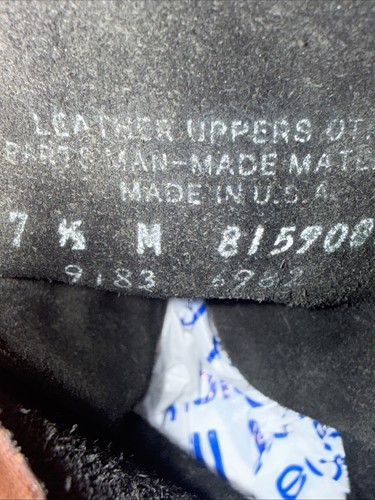 LEATHER UPPERS OT
PARTS MAN-MADE MATE
MADE IN U.S.A.
7 ½ M 815908
9183